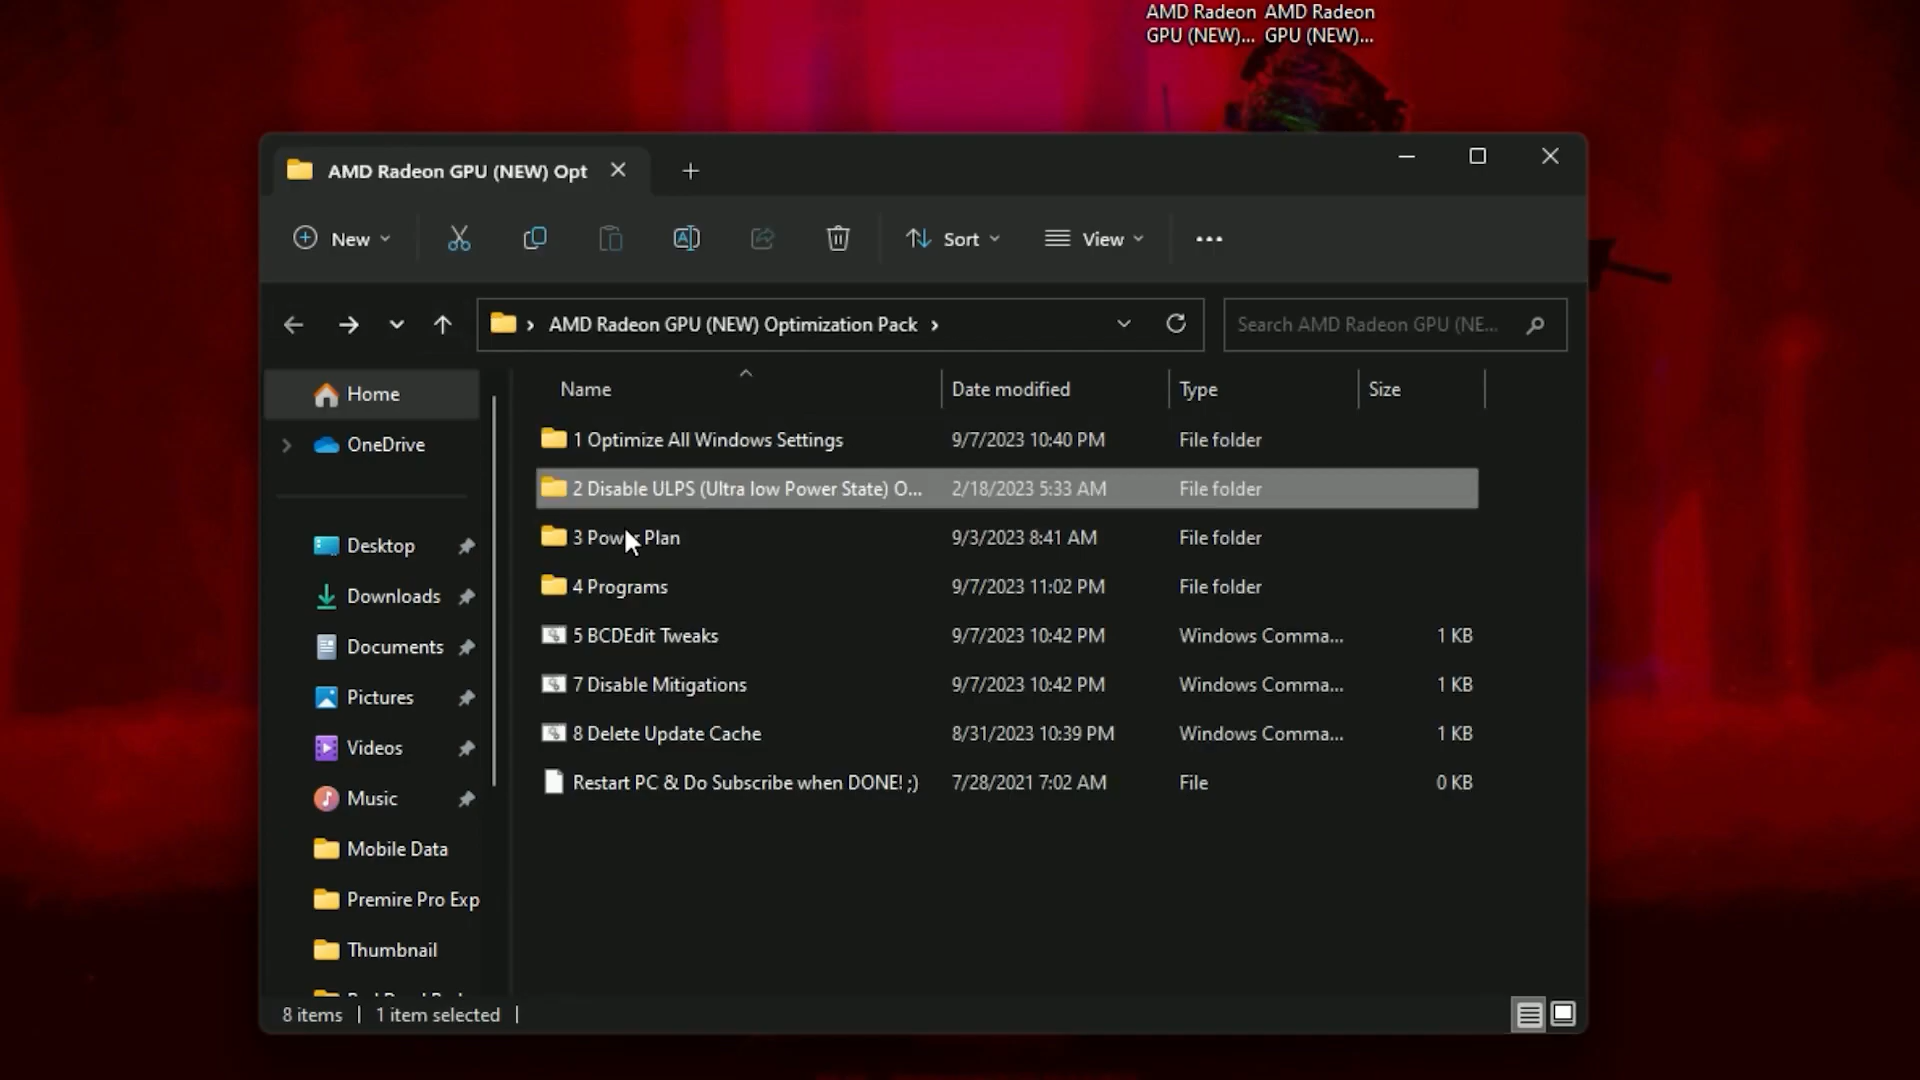 AMD Radeon AMD Radeon
GPU (NEW)... GPU (NEW)...
AMD Radeon GPU (NEW) Opt
New
Sort
View
AMD Radeon GPU (NEW) Optimization Pack
Search AMD Radeon GPU (NE...
Home
OneDrive
Desktop
Downloads
Documents
Pictures
Videos
Music
Mobile Data
Premire Pro Exp
Thumbnail
Name Date modified Type Size
1 Optimize All Windows Settings 9/7/2023 10:40 PM File folder
2 Disable ULPS (Ultra low Power State) O... 2/18/2023 5:33 AM File folder
3 Power Plan 9/3/2023 8:41 AM File folder
4 Programs 9/7/2023 11:02 PM File folder
5 BCDEdit Tweaks 9/7/2023 10:42 PM Windows Comma... 1 KB
7 Disable Mitigations 9/7/2023 10:42 PM Windows Comma... 1 KB
8 Delete Update Cache 8/31/2023 10:39 PM Windows Comma... 1 KB
Restart PC & Do Subscribe when DONE! ;) 7/28/2021 7:02 AM File 0 KB
8 items 1 item selected